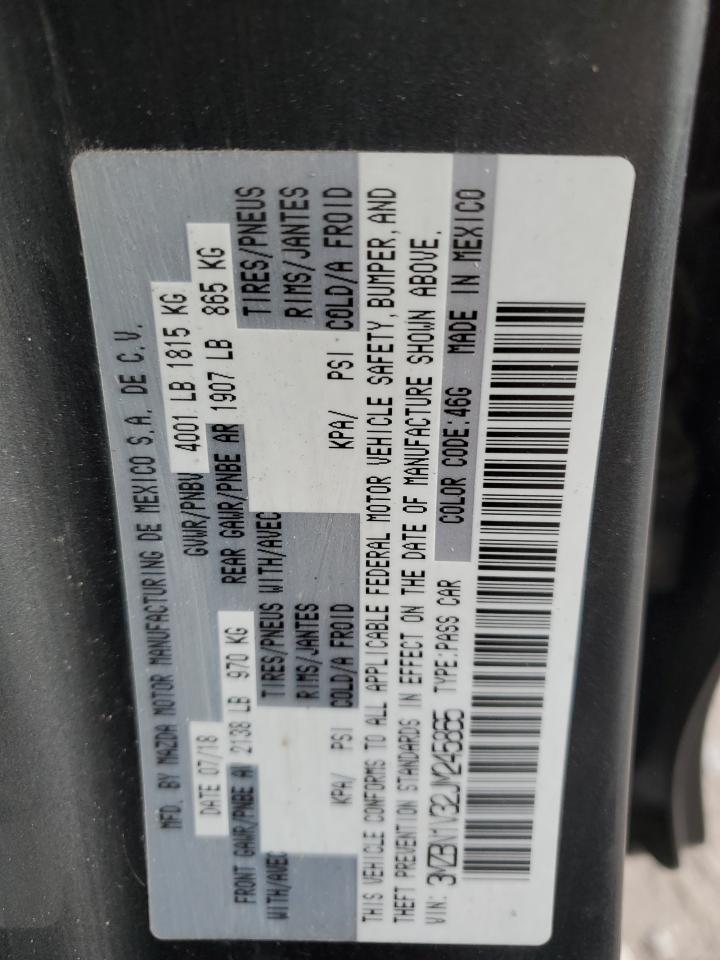 MFD. BY MAZDA MOTOR MANUFACTURING DE MEXICO S.A. DE C.V.
DATE 07/18 GVWR/PNBV 4001 LB 1815 KG
FRONT GAWR/PNBE A 2138 LB 970 KG REAR GAWR/PNBE AR 1907 LB 865 KG
WITH/AVEC TIRES/PNEUS WITH/AVEC TIRES/PNEUS
RIMS/JANTES RIMS/JANTES
KPA/ PSI COLD/A FROID KPA/ PSI COLD/A FROID
THIS VEHICLE CONFORMS TO ALL APPLICABLE FEDERAL MOTOR VEHICLE SAFETY, BUMPER, AND
THEFT PREVENTION STANDARDS IN EFFECT ON THE DATE OF MANUFACTURE SHOWN ABOVE.
VIN: 3MZBN1V32JM245865 TYPE:PASS CAR COLOR CODE:46G MADE IN MEXICO